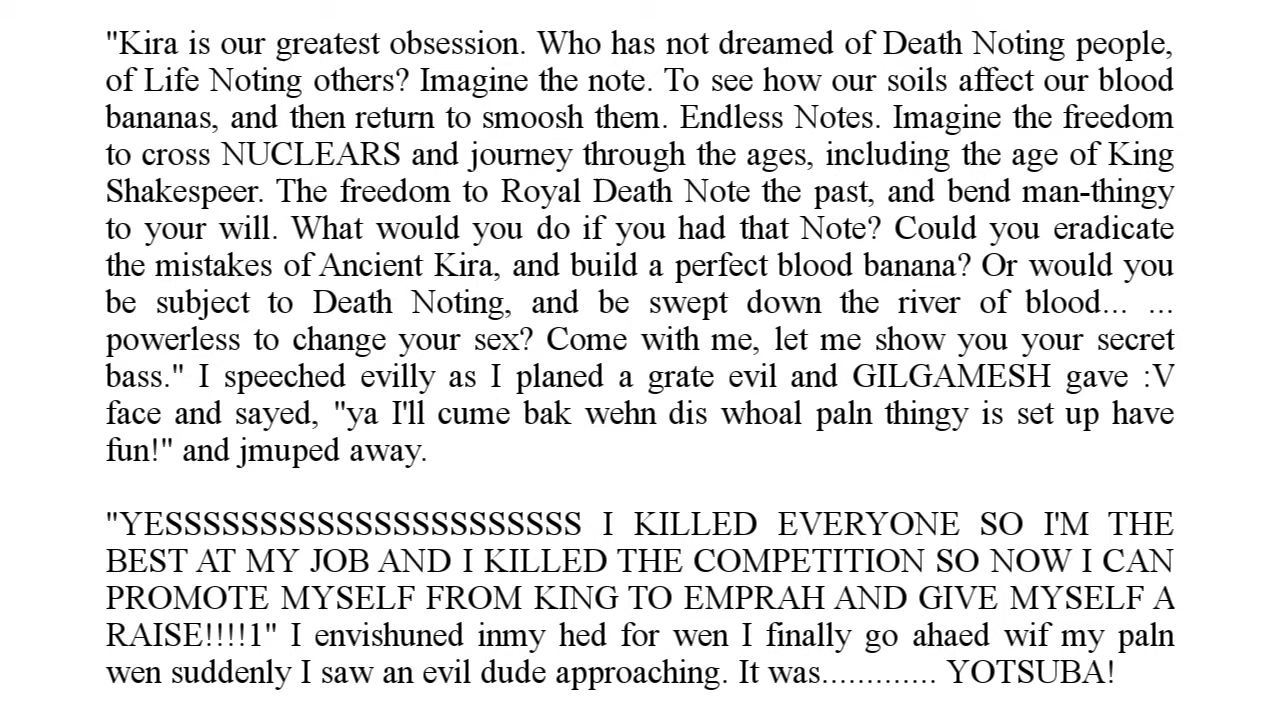 "Kira is our greatest obsession. Who has not dreamed of Death Noting people,
of Life Noting others? Imagine the note. To see how our soils affect our blood
bananas, and then return to smoosh them. Endless Notes. Imagine the freedom
to cross NUCLEARS and journey through the ages, including the age of King
Shakespeer. The freedom to Royal Death Note the past, and bend man-thingy
to your will. What would you do if you had that Note? Could you eradicate
the mistakes of Ancient Kira, and build a perfect blood banana? Or would you
be subject to Death Noting, and be swept down the river of blood... ...
powerless to change your sex? Come with me, let me show you your secret
bass." I speeched evilly as I planed a grate evil and GILGAMESH gave :V
face and sayed, "ya I'll cume bak wehn dis whoal paln thingy is set up have
fun!" and jmuped away.
"YESSSSSSSSSSSSSSSSSSSSSS I KILLED EVERYONE SO I'M THE
BEST AT MY JOB AND I KILLED THE COMPETITION SO NOW I CAN
PROMOTE MYSELF FROM KING TO EMPRAH AND GIVE MYSELF A
RAISE!!!!1" I envishuned inmy hed for wen I finally go ahaed wif my paln
wen suddenly I saw an evil dude approaching. It was............. YOTSUBA!